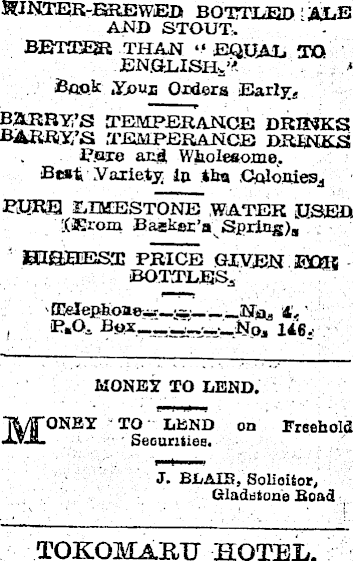 WINTER-BREWED BOTTLED ALE
AND STOUT.
BETTER THAN "EQUAL TO
ENGLISH."
Book Your Orders Early.
BARRY'S TEMPERANCE DRINKS
BARRY'S TEMPERANCE DRINKS
Pure and Wholesome.
Best Variety in the Colonies.
PURE LIMESTONE WATER USED
(From Barker's Spring).
HIGHEST PRICE GIVEN FOR
BOTTLES.
Telephone—————No. 4.
P.O. Box—————No. 146.
MONEY TO LEND.
MONEY TO LEND on Freehold
Securities.
J. BLAIR, Solicitor,
Gladstone Road
TOKOMARU HOTEL.